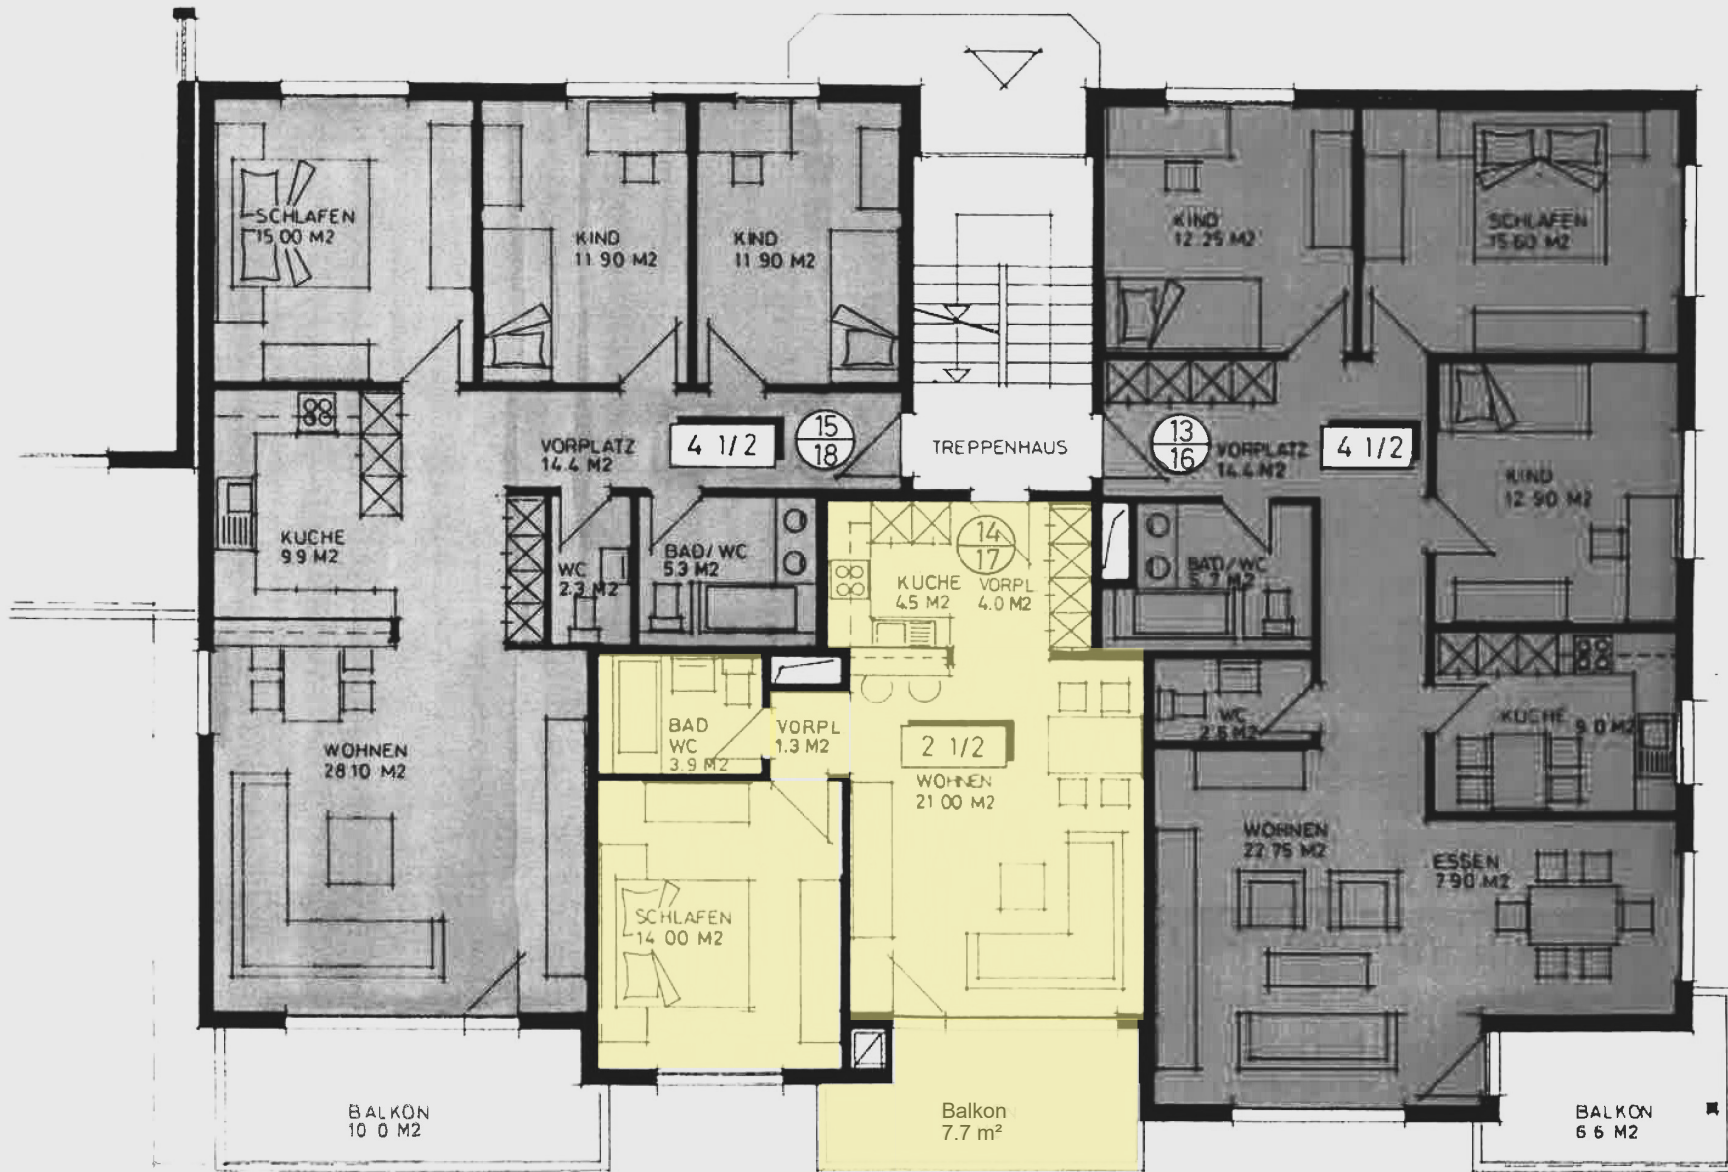 SCHLAFEN
15.00 M2
KIND
11.90 M2
KIND
11.90 M2
KIND
12.25 M2
SCHLAFEN
15.60 M2
VORPLATZ
14.4 M2
4 1/2
15
18
TREPPENHAUS
13
16
VORPLATZ
14.4 M2
4 1/2
KIND
12.90 M2
KUCHE
9.9 M2
WC
2.3 M2
BAD/WC
5.3 M2
14
17
KUCHE
4.5 M2
VORPL
4.0 M2
BAD/WC
5.7 M2
BAD
WC
3.9 M2
VORPL
1.3 M2
2 1/2
WOHNEN
21.00 M2
WC
2.6 M2
KUCHE 9.0 M2
WOHNEN
28.10 M2
WOHNEN
22.75 M2
ESSEN
7.90 M2
SCHLAFEN
14.00 M2
BALKON
10.0 M2
Balkon
7.7 m²
BALKON
6.6 M2